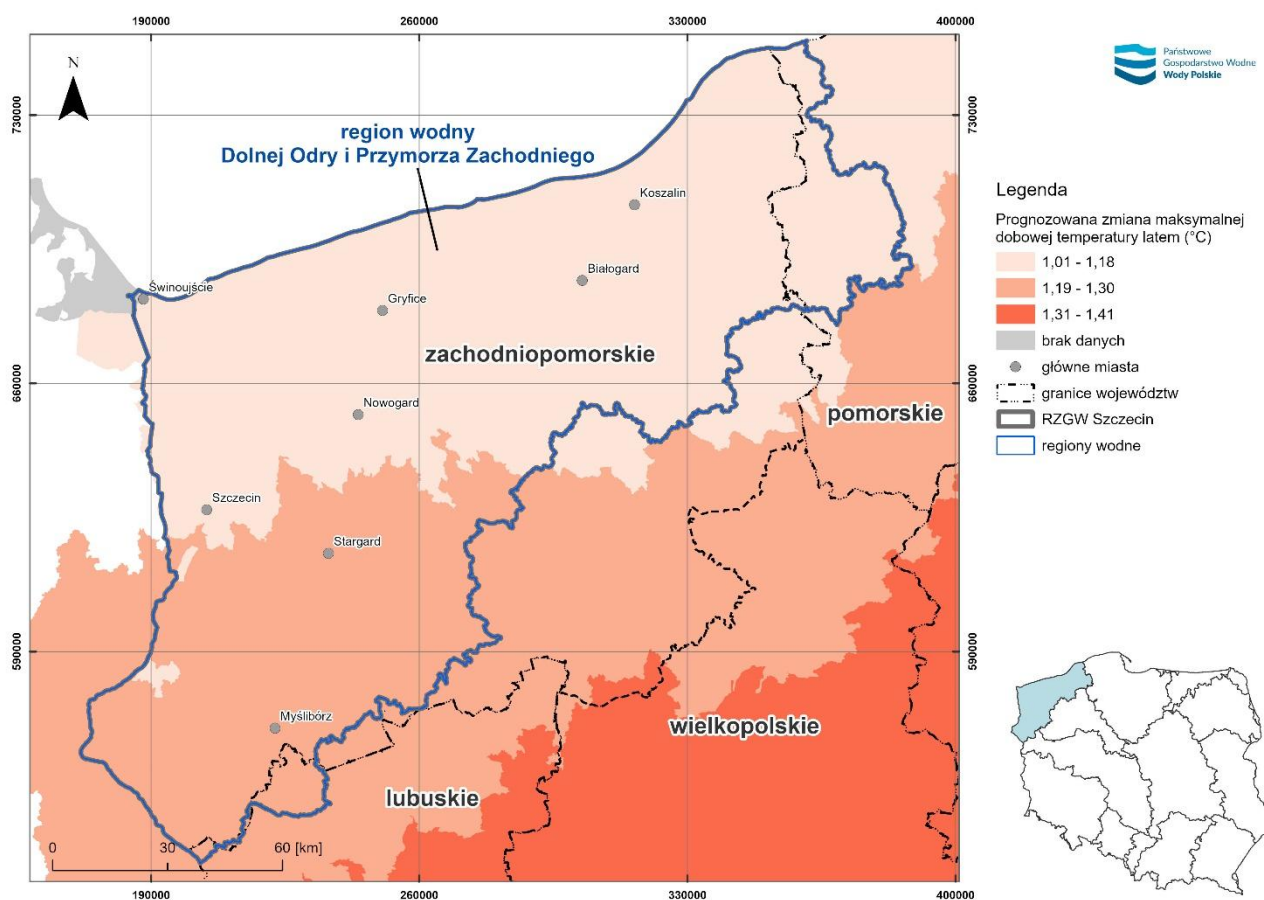 190000
260000
330000
400000
730000
730000
660000
660000
590000
590000
190000
260000
330000
400000
N
region wodny
Dolnej Odry i Przymorza Zachodniego
Koszalin
Białogard
Świnoujście
Gryfice
zachodniopomorskie
Nowogard
pomorskie
Szczecin
Stargard
Myślibórz
wielkopolskie
lubuskie
0 30 60 [km]
Państwowe
Gospodarstwo Wodne
Wody Polskie
Legenda
Prognozowana zmiana maksymalnej
dobowej temperatury latem (°C)
1,01 - 1,18
1,19 - 1,30
1,31 - 1,41
brak danych
główne miasta
granice województw
RZGW Szczecin
regiony wodne